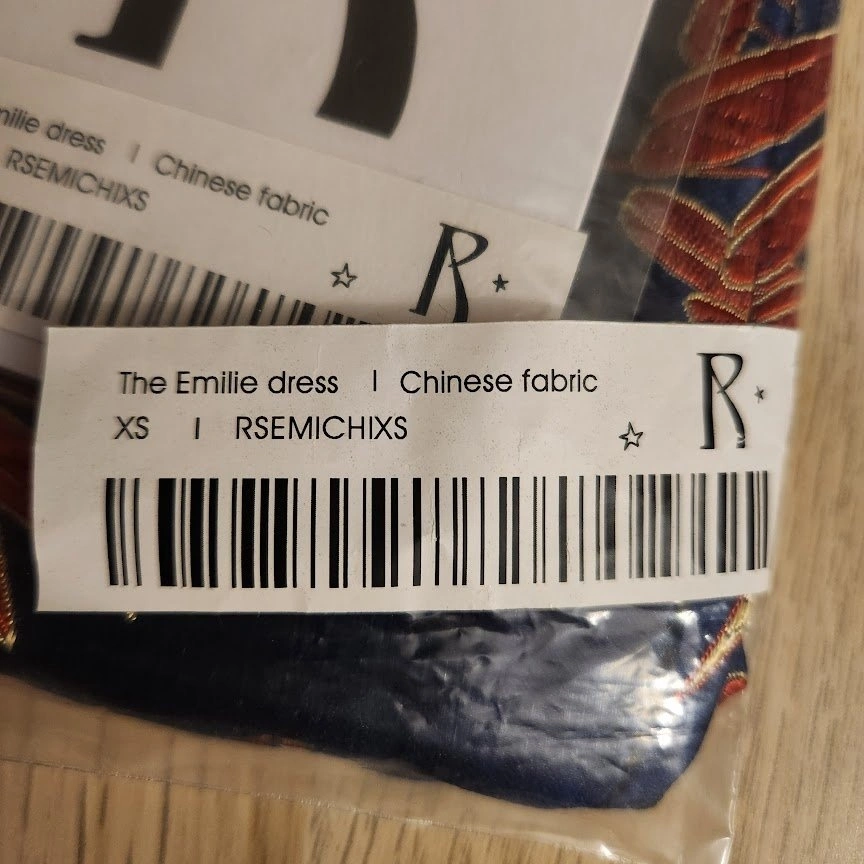 milie dress | Chinese fabric
RSEMICHIXS
R
The Emilie dress | Chinese fabric
XS | RSEMICHIXS
R